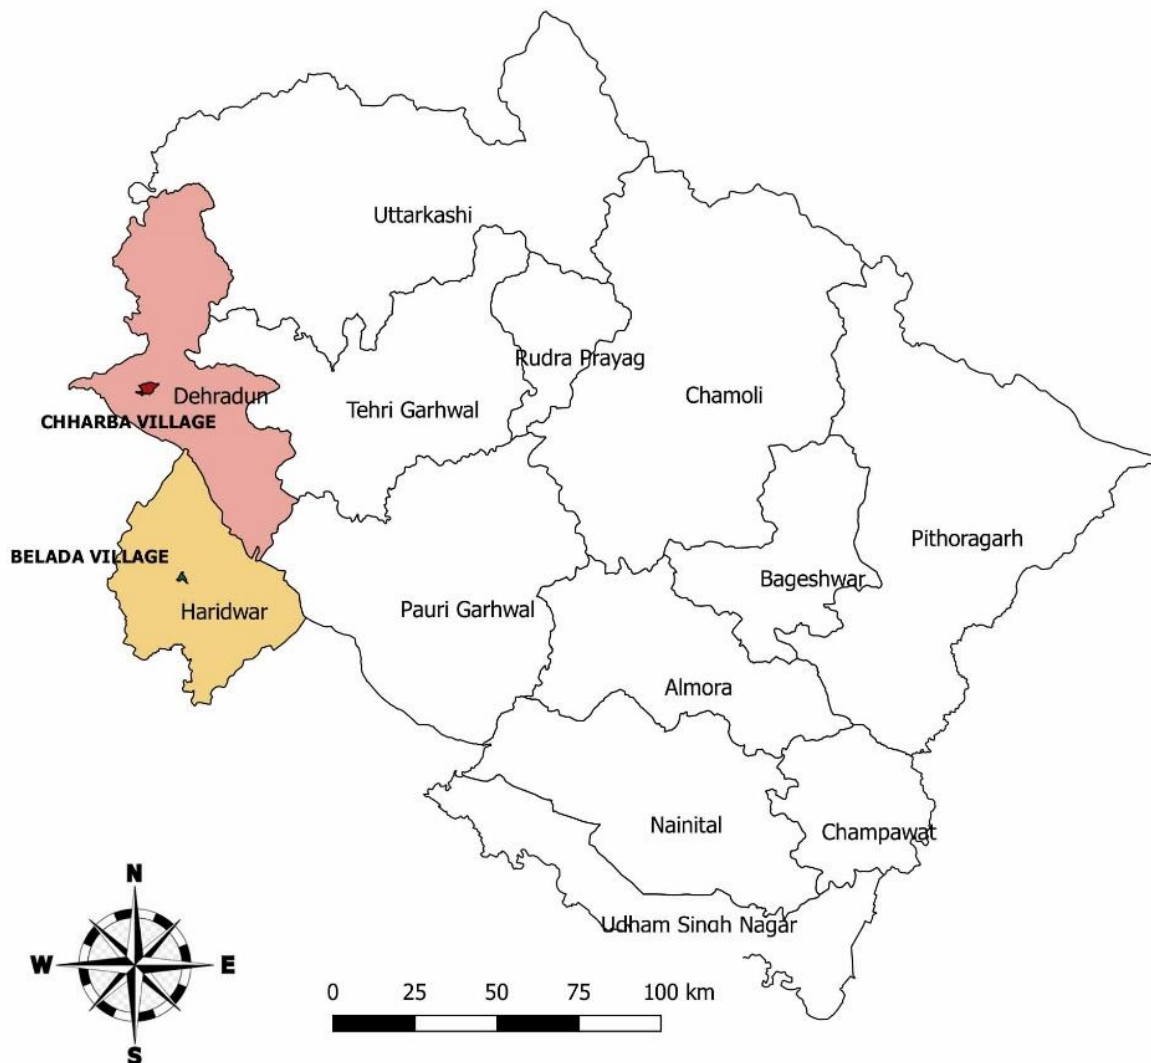 Uttarkashi
Rudra Prayag
Dehradun
Tehri Garhwal
Chamoli
CHHARBA VILLAGE
Pithoragarh
BELADA VILLAGE
Bageshwar
Haridwar
Pauri Garhwal
Almora
Nainital
Champawat
Udham Singh Nagar
N
W
E
S
0 25 50 75 100 km